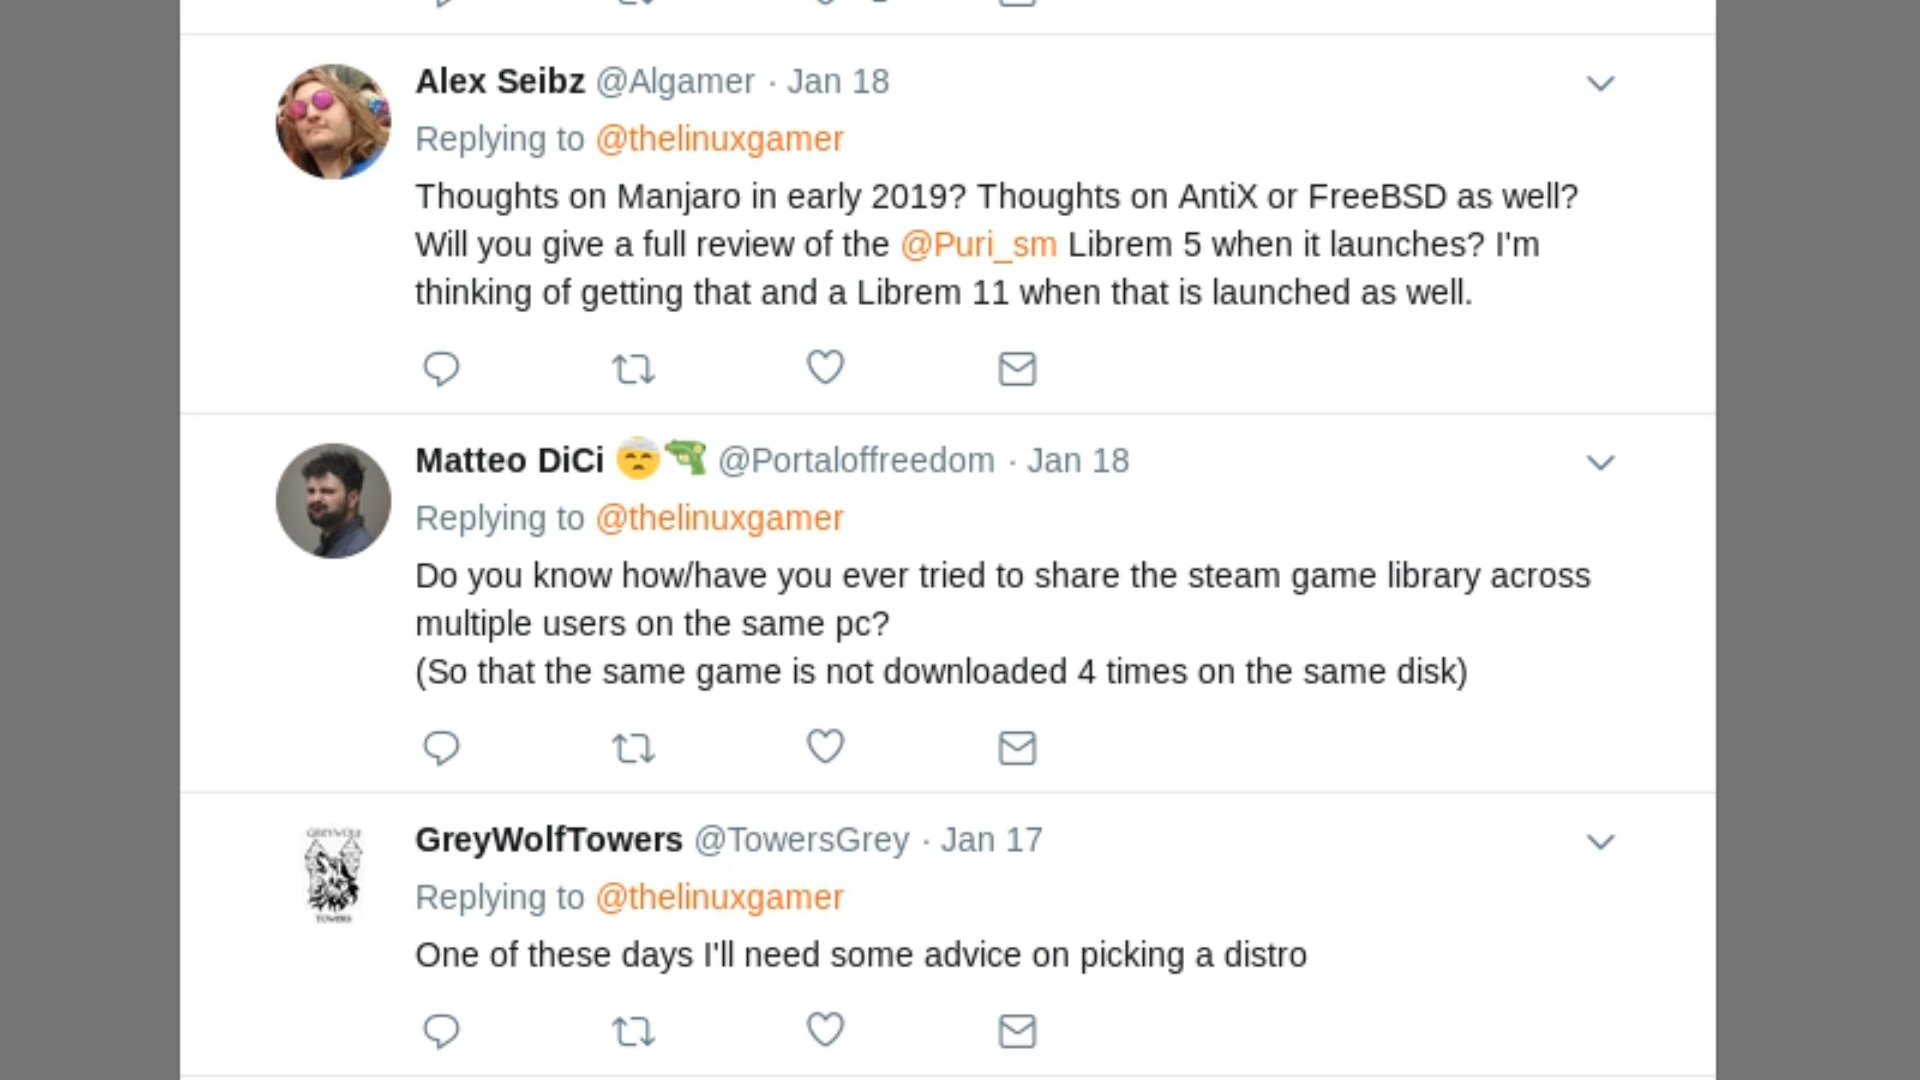 Alex Seibz @Algamer · Jan 18
Replying to @thelinuxgamer
Thoughts on Manjaro in early 2019? Thoughts on AntiX or FreeBSD as well?
Will you give a full review of the @Puri_sm Librem 5 when it launches? I'm
thinking of getting that and a Librem 11 when that is launched as well.
Matteo DiCi 🤕🔫 @Portaloffreedom · Jan 18
Replying to @thelinuxgamer
Do you know how/have you ever tried to share the steam game library across
multiple users on the same pc?
(So that the same game is not downloaded 4 times on the same disk)
GREYWOLF
TOWERS
GreyWolfTowers @TowersGrey · Jan 17
Replying to @thelinuxgamer
One of these days I'll need some advice on picking a distro